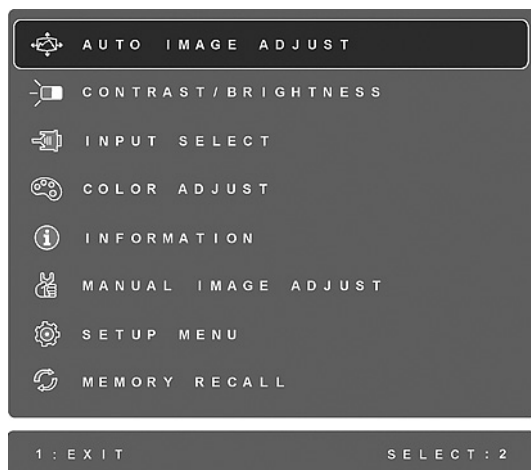 AUTO IMAGE ADJUST
CONTRAST/BRIGHTNESS
INPUT SELECT
COLOR ADJUST
INFORMATION
MANUAL IMAGE ADJUST
SETUP MENU
MEMORY RECALL
1:EXIT SELECT:2